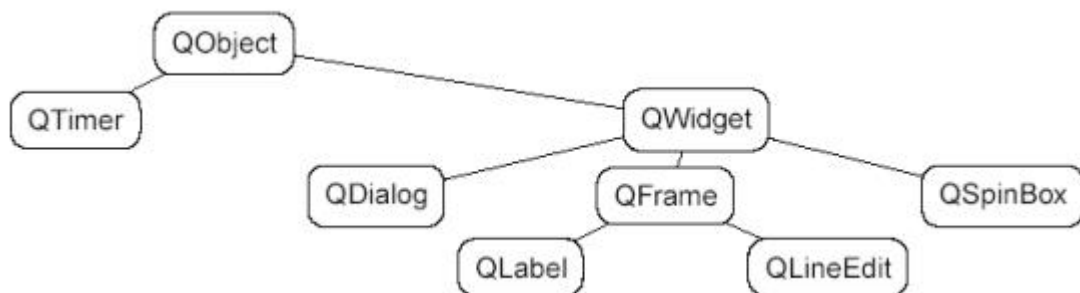 QObject
QTimer
QWidget
QDialog
QFrame
QSpinBox
QLabel
QLineEdit